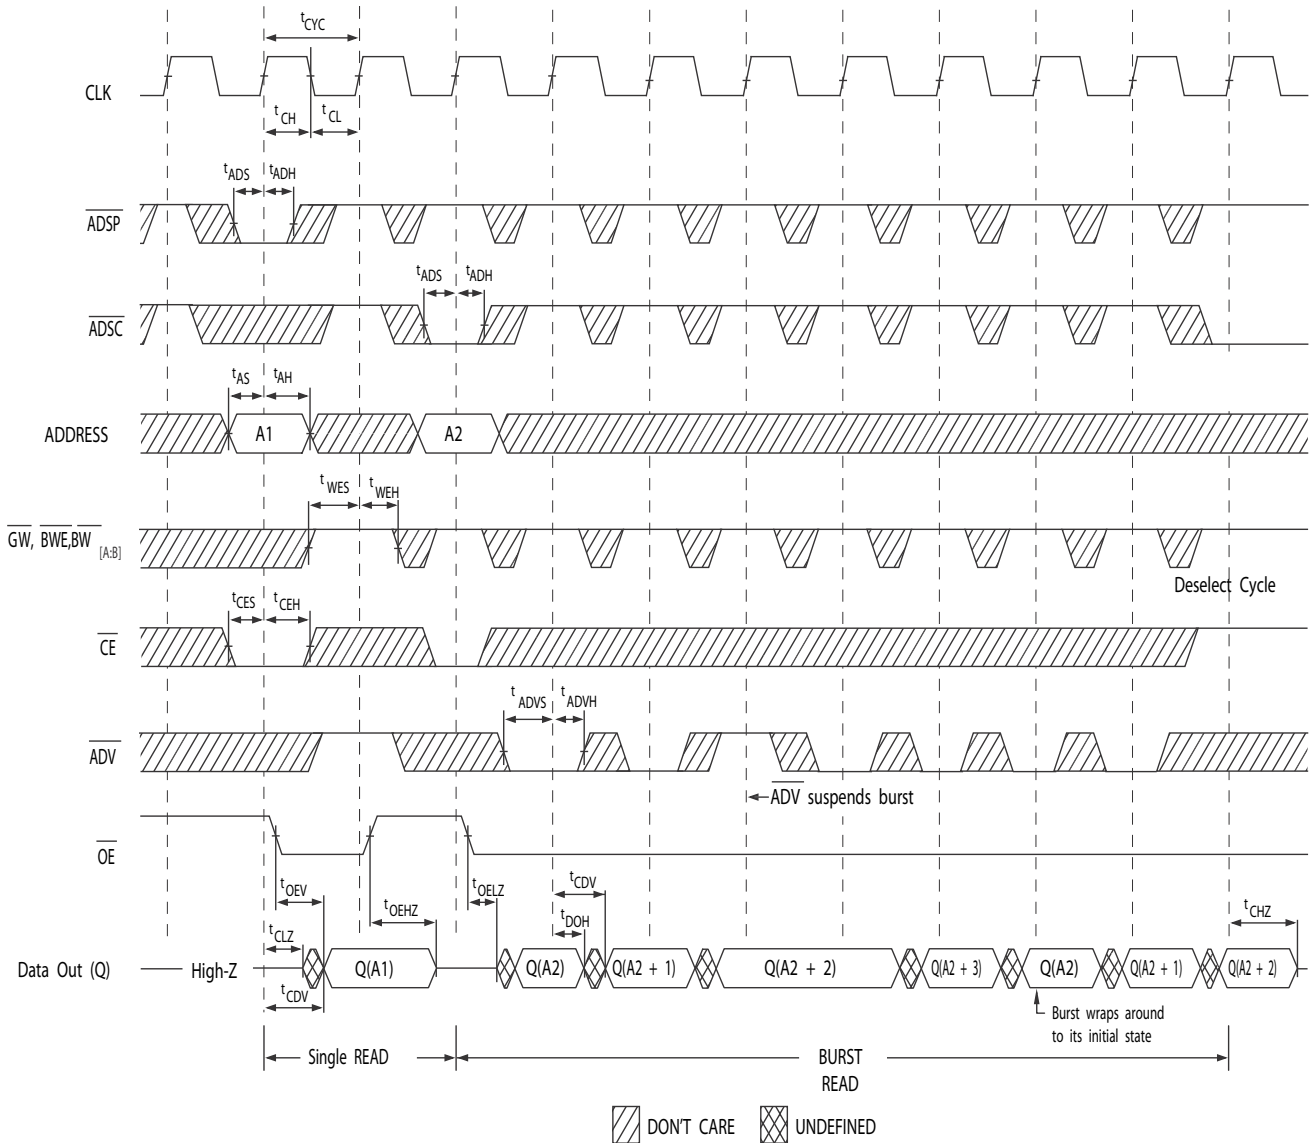 tCYC
CLK
tCH
tCL
tADS
tADH
ADSP
tADS
tADH
ADSC
tAS
tAH
ADDRESS
A1
A2
tWES
tWEH
GW, BWE,BW [A:B]
Deselect Cycle
tCES
tCEH
CE
tADVS
tADVH
ADV
ADV suspends burst
OE
tOEV
tOEHZ
tOELZ
tCDV
tDOH
tCHZ
tCLZ
Data Out (Q)
High-Z
Q(A1)
Q(A2)
Q(A2 + 1)
Q(A2 + 2)
Q(A2 + 3)
Q(A2)
Q(A2 + 1)
Q(A2 + 2)
tCDV
Burst wraps around
to its initial state
Single READ
BURST
READ
DON'T CARE
UNDEFINED